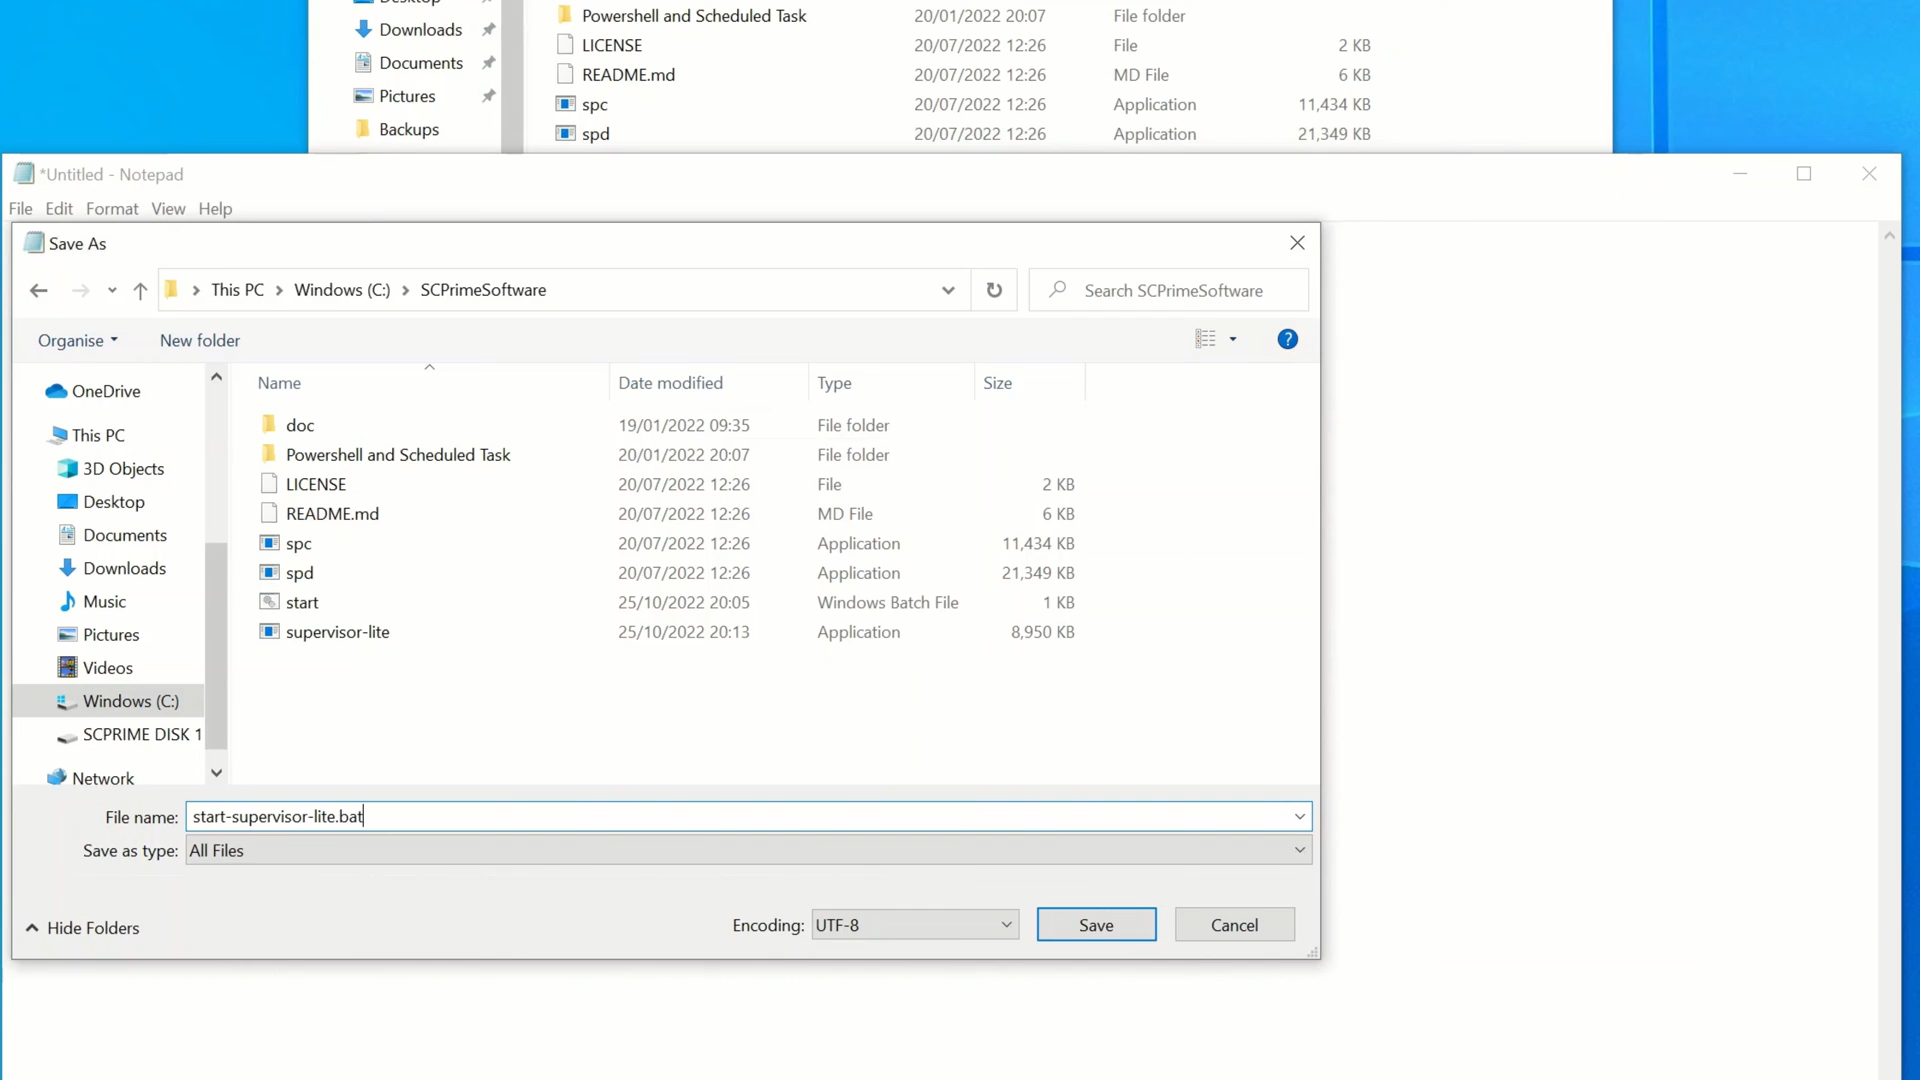 Desktop
Powershell and Scheduled Task 20/01/2022 20:07 File folder
Downloads
LICENSE 20/07/2022 12:26 File 2 KB
Documents
README.md 20/07/2022 12:26 MD File 6 KB
Pictures
spc 20/07/2022 12:26 Application 11,434 KB
Backups
spd 20/07/2022 12:26 Application 21,349 KB
*Untitled - Notepad
File Edit Format View Help
Save As
This PC > Windows (C:) > SCPrimeSoftware
Search SCPrimeSoftware
Organise New folder
Name Date modified Type Size
OneDrive
This PC
3D Objects
Desktop
Documents
Downloads
Music
Pictures
Videos
Windows (C:)
SCPRIME DISK 1
Network
doc 19/01/2022 09:35 File folder
Powershell and Scheduled Task 20/01/2022 20:07 File folder
LICENSE 20/07/2022 12:26 File 2 KB
README.md 20/07/2022 12:26 MD File 6 KB
spc 20/07/2022 12:26 Application 11,434 KB
spd 20/07/2022 12:26 Application 21,349 KB
start 25/10/2022 20:05 Windows Batch File 1 KB
supervisor-lite 25/10/2022 20:13 Application 8,950 KB
File name: start-supervisor-lite.bat
Save as type: All Files
Hide Folders
Encoding: UTF-8 Save Cancel